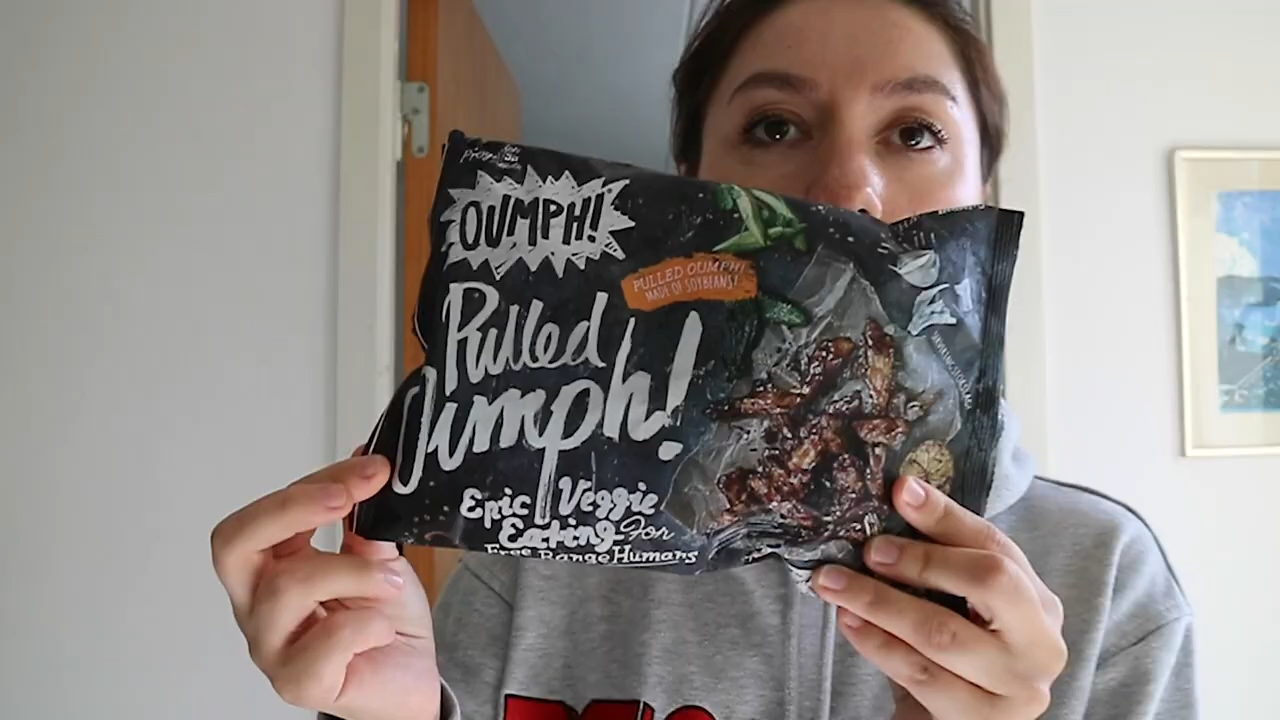 OUMPH!
PULLED OUMPH!
MADE OF SOYBEANS!
Pulled
Oumph!
Epic Veggie
Eating For
Free Range Humans